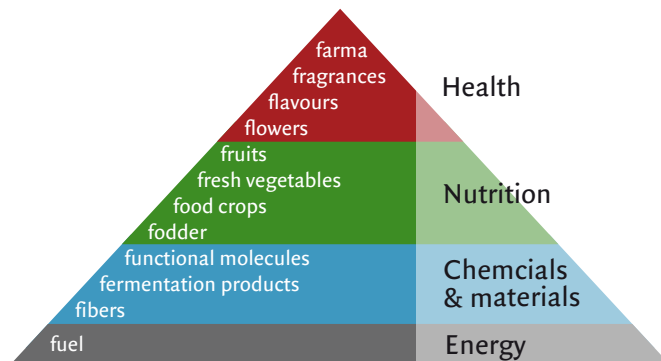 farma
fragrances
flavours
flowers
Health
fruits
fresh vegetables
food crops
fodder
Nutrition
functional molecules
fermentation products
fibers
Chemcials
& materials
fuel
Energy